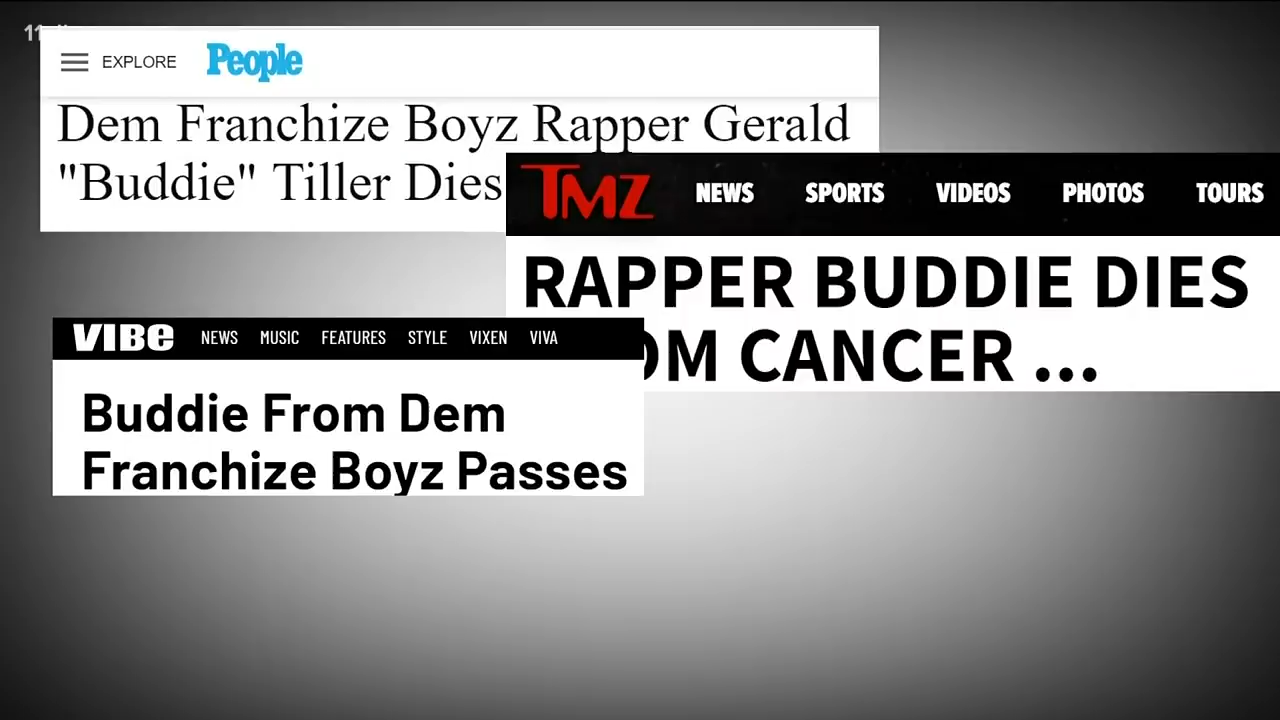 EXPLORE People
Dem Franchize Boyz Rapper Gerald
"Buddie" Tiller Dies
TMZ NEWS SPORTS VIDEOS PHOTOS TOURS
RAPPER BUDDIE DIES
OM CANCER ...
VIBE NEWS MUSIC FEATURES STYLE VIXEN VIVA
Buddie From Dem
Franchize Boyz Passes